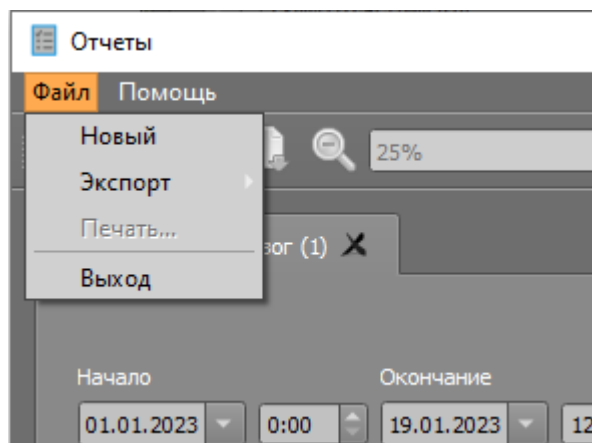 Отчеты
Файл Помощь
Новый
25%
Экспорт
Печать...
(1)
Выход
Начало Окончание
01.01.2023 0:00 19.01.2023 12